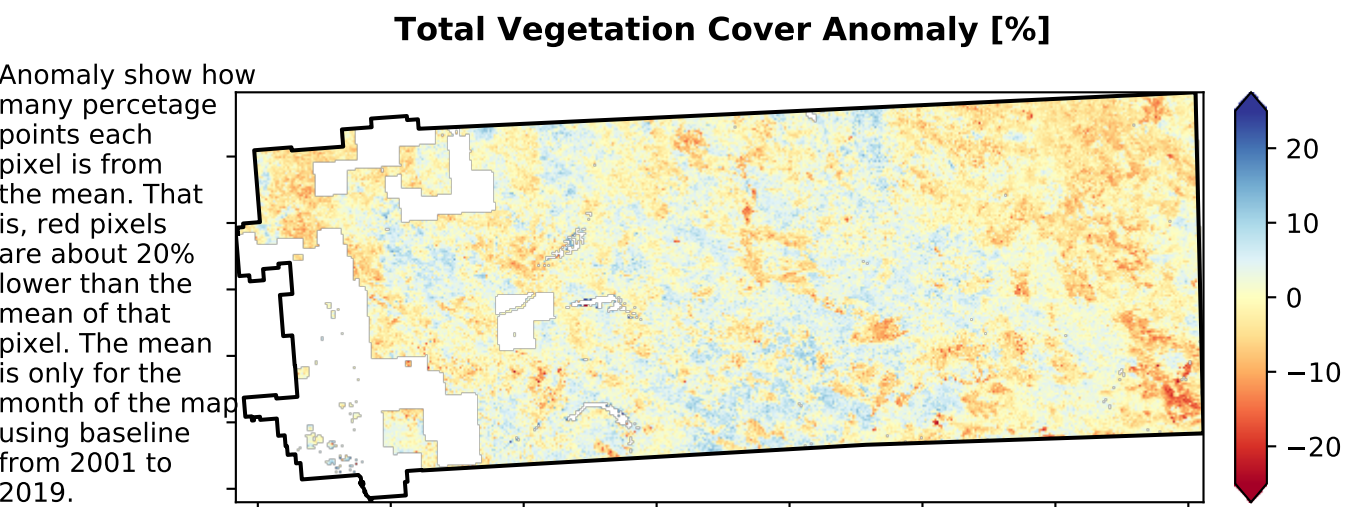 Total Vegetation Cover Anomaly [%]
Anomaly show how
many percetage
points each
pixel is from
the mean. That
is, red pixels
are about 20%
lower than the
mean of that
pixel. The mean
is only for the
month of the map
using baseline
from 2001 to
2019.
20
10
0
−10
−20